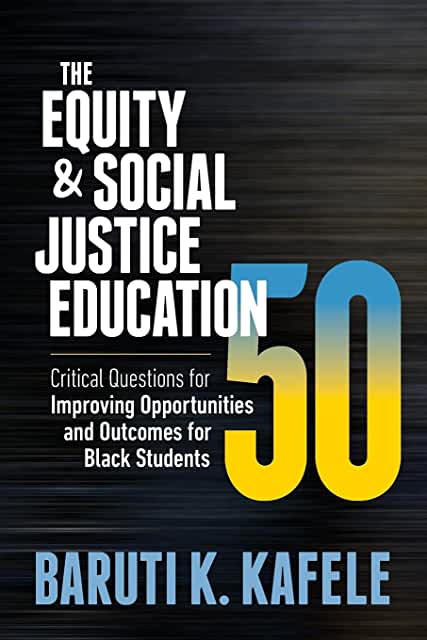 THE
EQUITY
& SOCIAL
JUSTICE
EDUCATION
50
Critical Questions for
Improving Opportunities
and Outcomes for
Black Students
BARUTI K. KAFELE